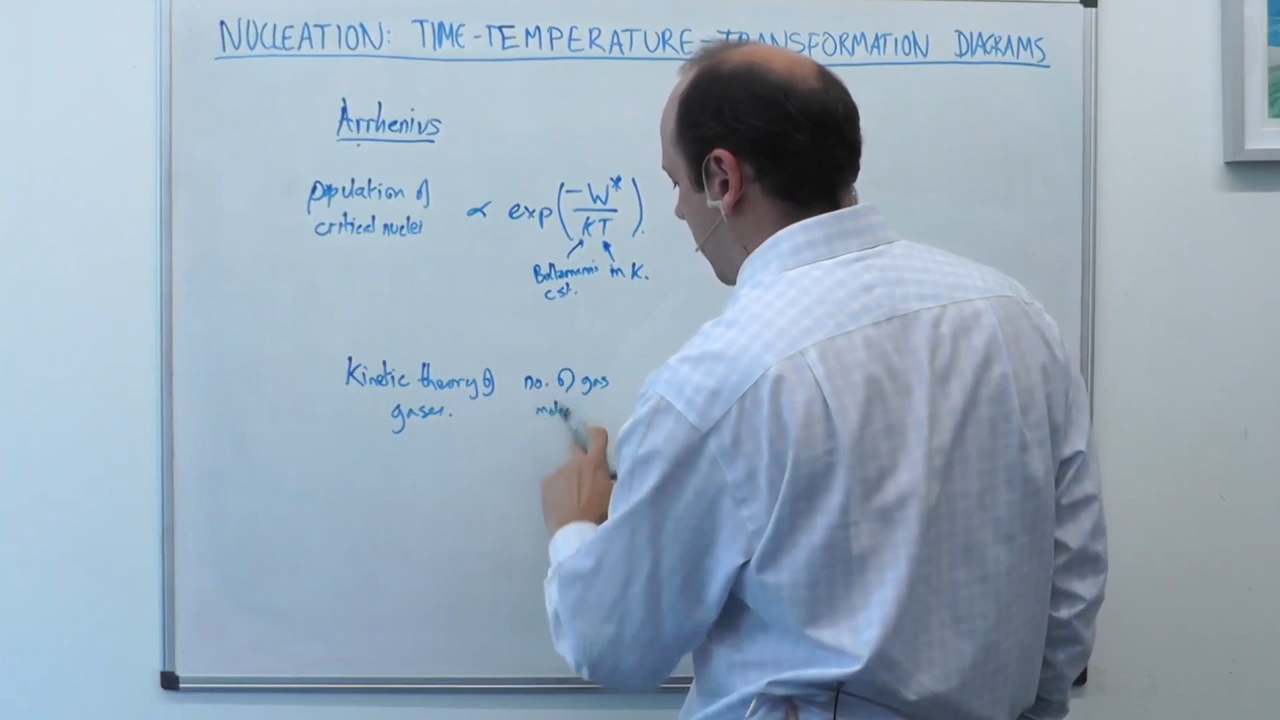 NUCLEATION: TIME-TEMPERATURE-TRANSFORMATION DIAGRAMS
Arrhenius
population of
critical nuclei
∝ exp(-W*/kT).
Boltzmann's in K.
cst.
Kinetic theory of no. of gas
gases. molec